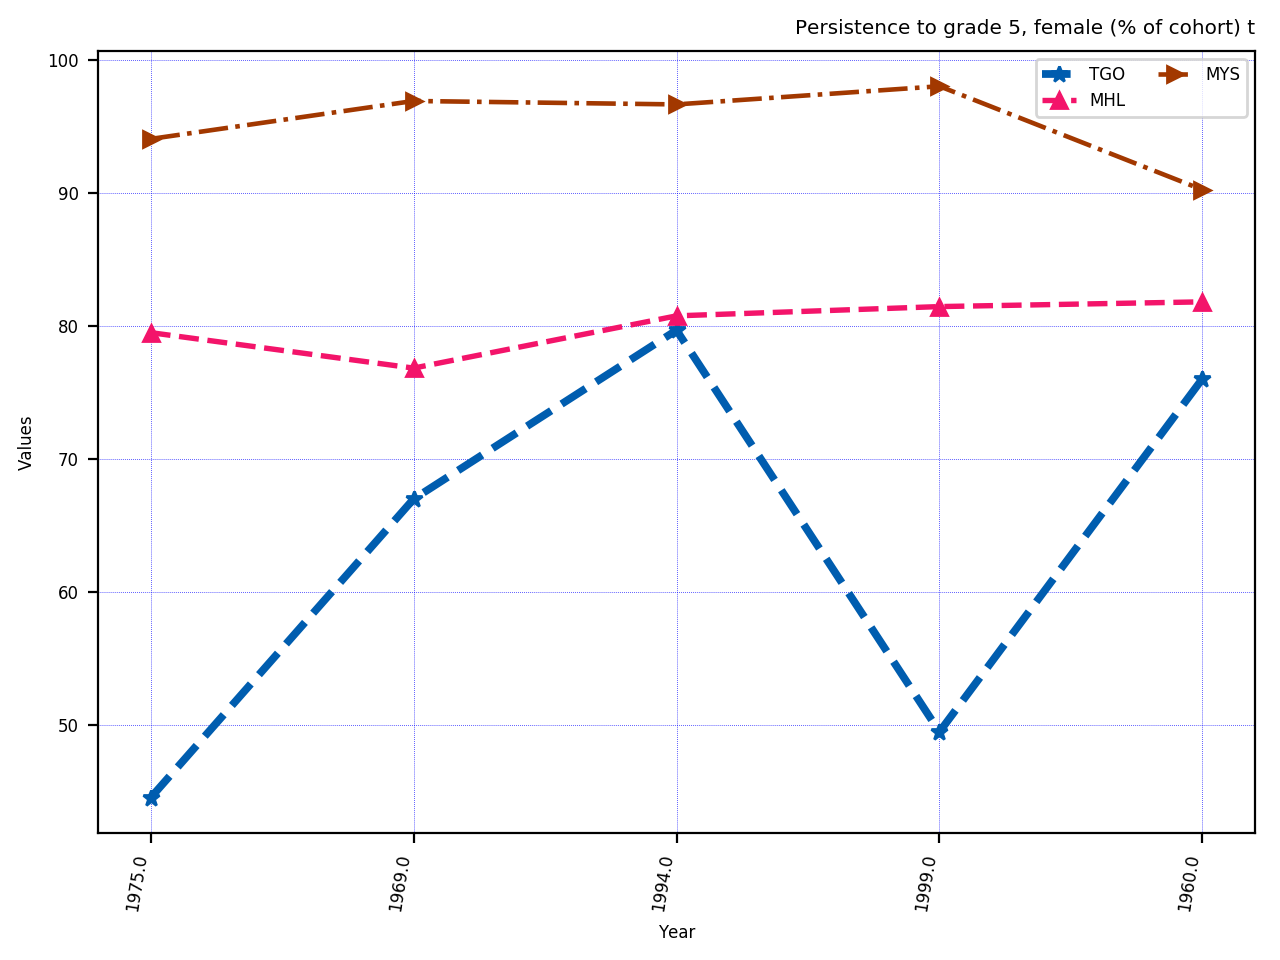 Persistence to grade 5, female (% of cohort) t
TGO
MHL
MYS
100
90
80
70
60
50
Values
1975.0
1969.0
1994.0
1999.0
1960.0
Year